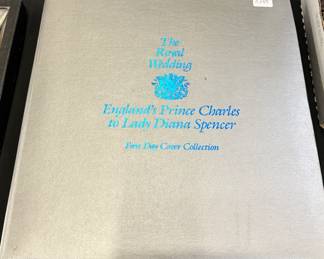 The
Royal
Wedding
England's Prince Charles
to Lady Diana Spencer
First Day Cover Collection